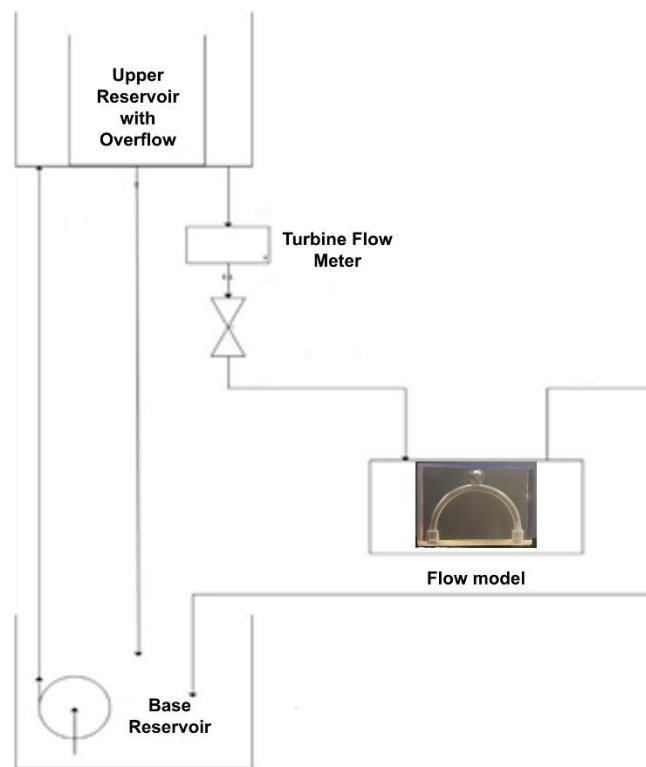 Upper
Reservoir
with
Overflow
Turbine Flow
Meter
Flow model
Base
Reservoir